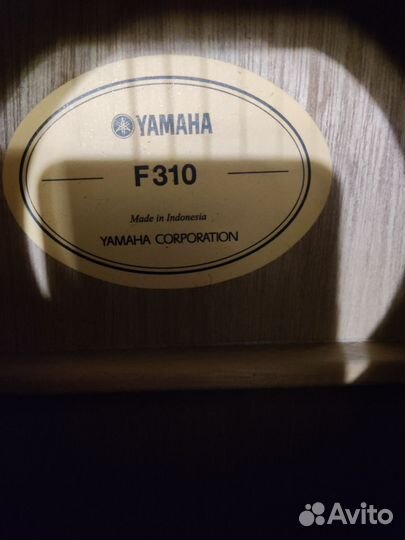 YAMAHA
F310
Made in Indonesia
YAMAHA CORPORATION
Avito